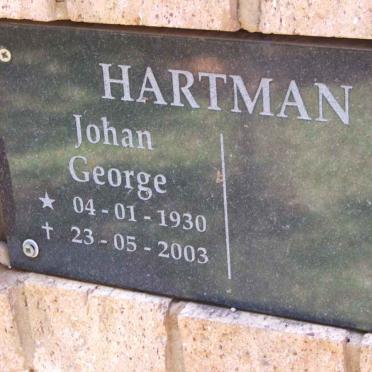 HARTMAN
Johan
George
★ 04 - 01 - 1930
✝ 23 - 05 - 2003